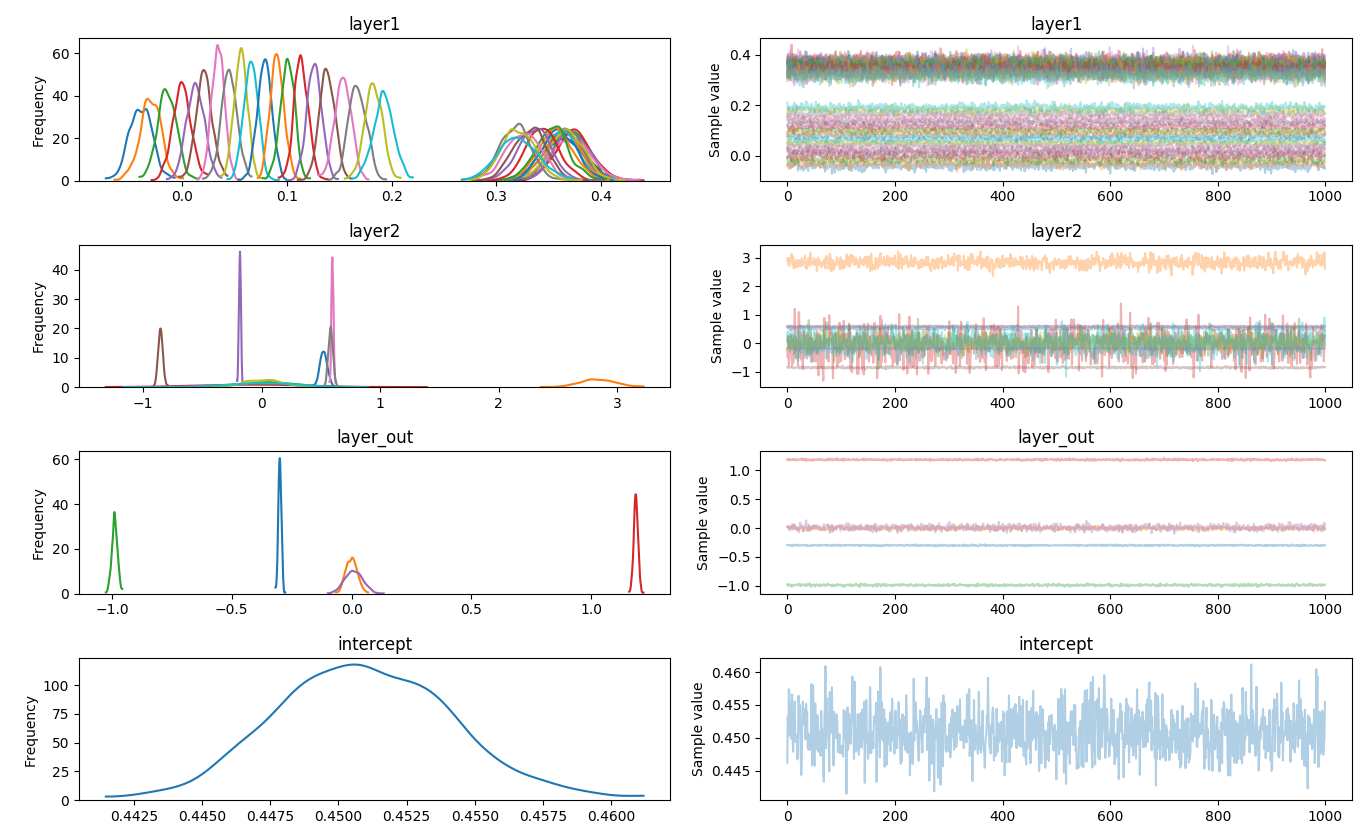 layer1
Frequency
60
40
20
0
0.0 0.1 0.2 0.3 0.4
layer1
Sample value
0.4
0.2
0.0
0 200 400 600 800 1000
layer2
Frequency
40
30
20
10
0
−1 0 1 2 3
layer2
Sample value
3
2
1
0
−1
0 200 400 600 800 1000
layer_out
Frequency
60
40
20
0
−1.0 −0.5 0.0 0.5 1.0
layer_out
Sample value
1.0
0.5
0.0
−0.5
−1.0
0 200 400 600 800 1000
intercept
Frequency
100
75
50
25
0
0.4425 0.4450 0.4475 0.4500 0.4525 0.4550 0.4575 0.4600
intercept
Sample value
0.460
0.455
0.450
0.445
0 200 400 600 800 1000